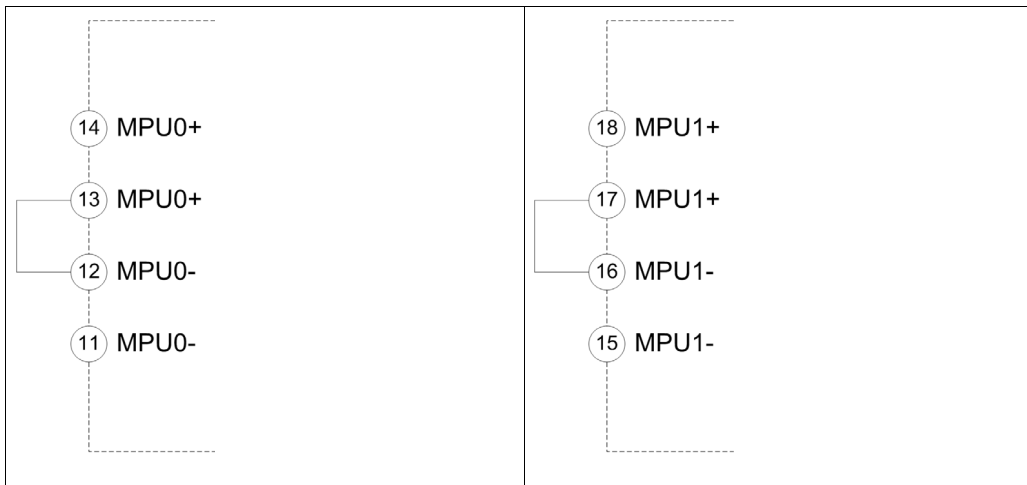 14 MPU0+
13 MPU0+
12 MPU0-
11 MPU0-
18 MPU1+
17 MPU1+
16 MPU1-
15 MPU1-